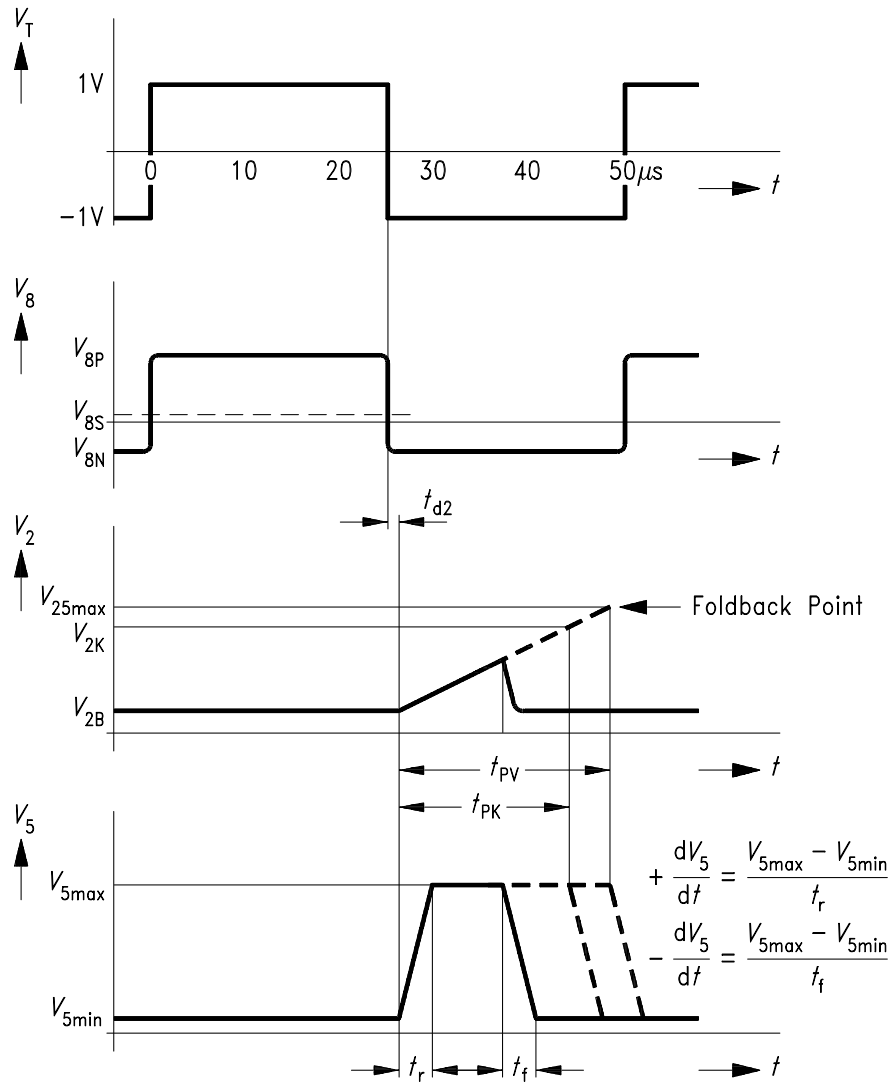 V_T
1V
0 10 20 30 40 50μs
t
−1V
V_8
V_8P
V_8S
V_8N
t
t_d2
V_2
V_25max
Foldback Point
V_2K
V_2B
t_PV
t
t_PK
V_5
V_5max
+ dV_5/dt = (V_5max − V_5min)/t_r
− dV_5/dt = (V_5max − V_5min)/t_f
V_5min
t_r
t_f
t